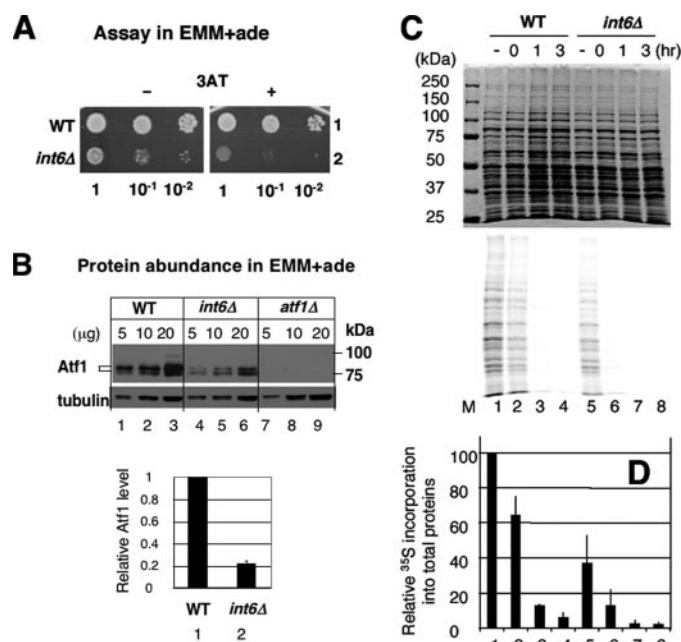 A Assay in EMM+ade
3AT
– +
WT 1
int6Δ 2
1 10-1 10-2 1 10-1 10-2
B Protein abundance in EMM+ade
WT int6Δ atf1Δ
(μg) 5 10 20 5 10 20 5 10 20 kDa
100
Atf1
75
tubulin
1 2 3 4 5 6 7 8 9
Relative Atf1 level
1
0.8
0.6
0.4
0.2
0
WT int6Δ
1 2
C WT int6Δ
- 0 1 3 - 0 1 3 (hr)
(kDa)
250
150
100
75
50
37
25
M 1 2 3 4 5 6 7 8
D
Relative 35S incorporation
into total proteins
100
80
60
40
20
0
1 2 3 4 5 6 7 8